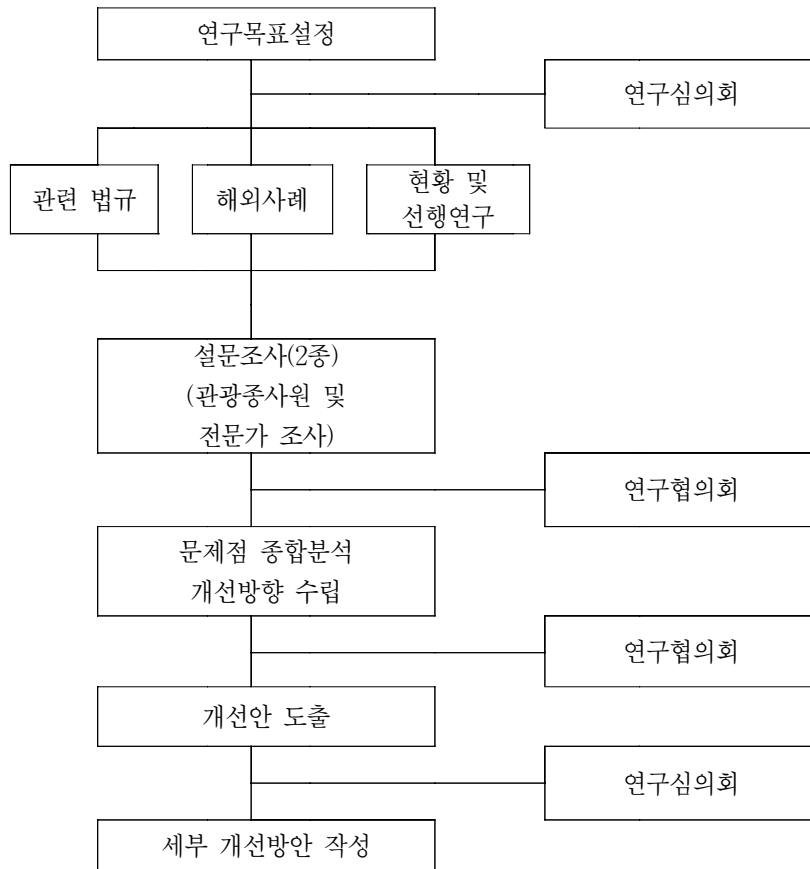 연구목표설정
연구심의회
관련 법규
해외사례
현황 및
선행연구
설문조사(2종)
(관광종사원 및
전문가 조사)
연구협의회
문제점 종합분석
개선방향 수립
연구협의회
개선안 도출
연구심의회
세부 개선방안 작성